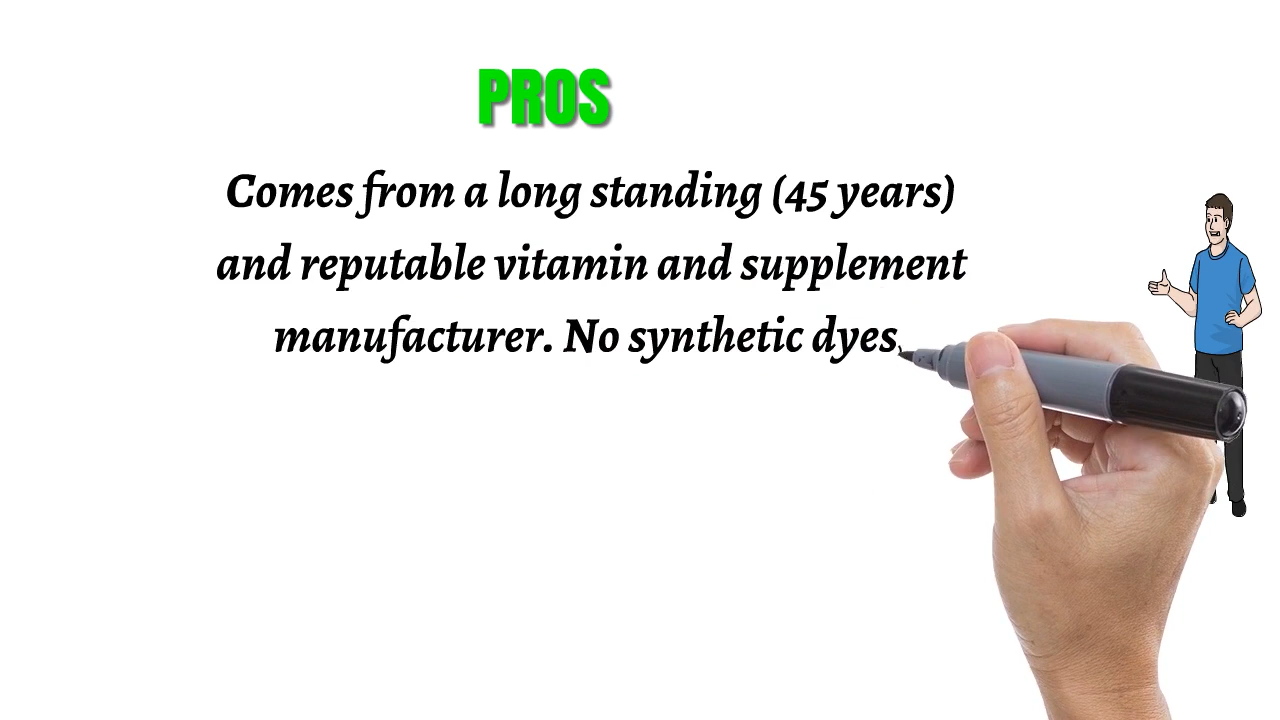 PROS
Comes from a long standing (45 years)
and reputable vitamin and supplement
manufacturer. No synthetic dyes,